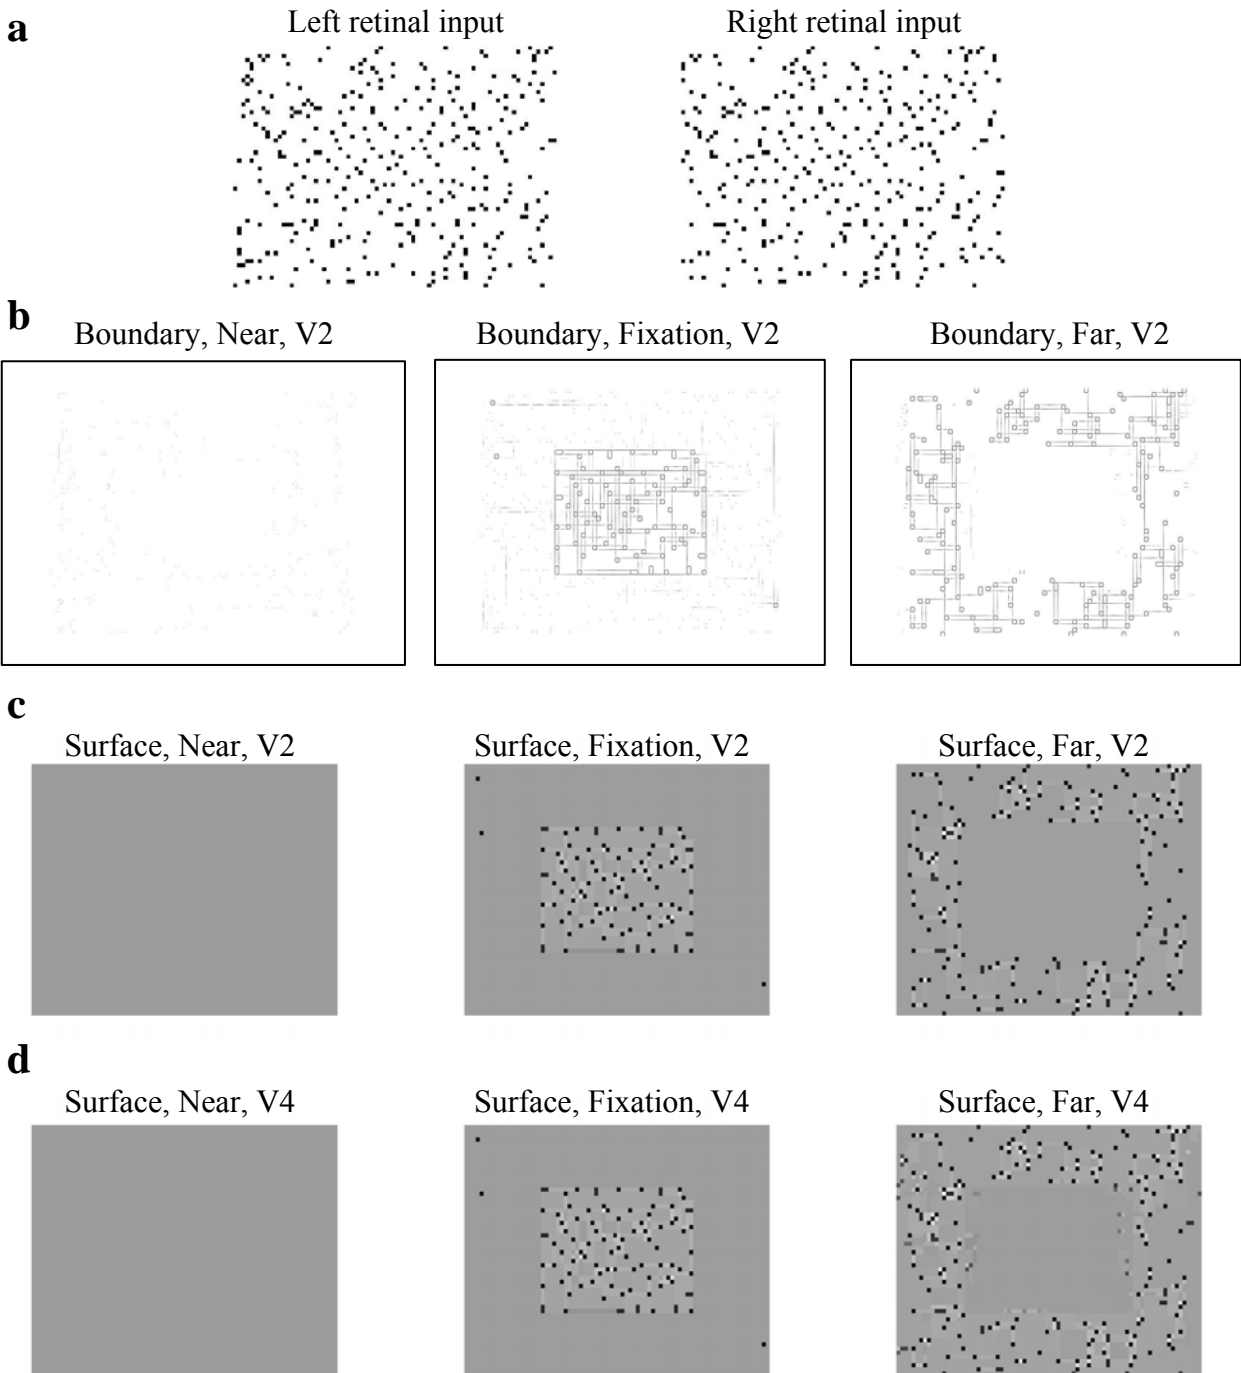 a
Left retinal input
Right retinal input
b
Boundary, Near, V2
Boundary, Fixation, V2
Boundary, Far, V2
c
Surface, Near, V2
Surface, Fixation, V2
Surface, Far, V2
d
Surface, Near, V4
Surface, Fixation, V4
Surface, Far, V4